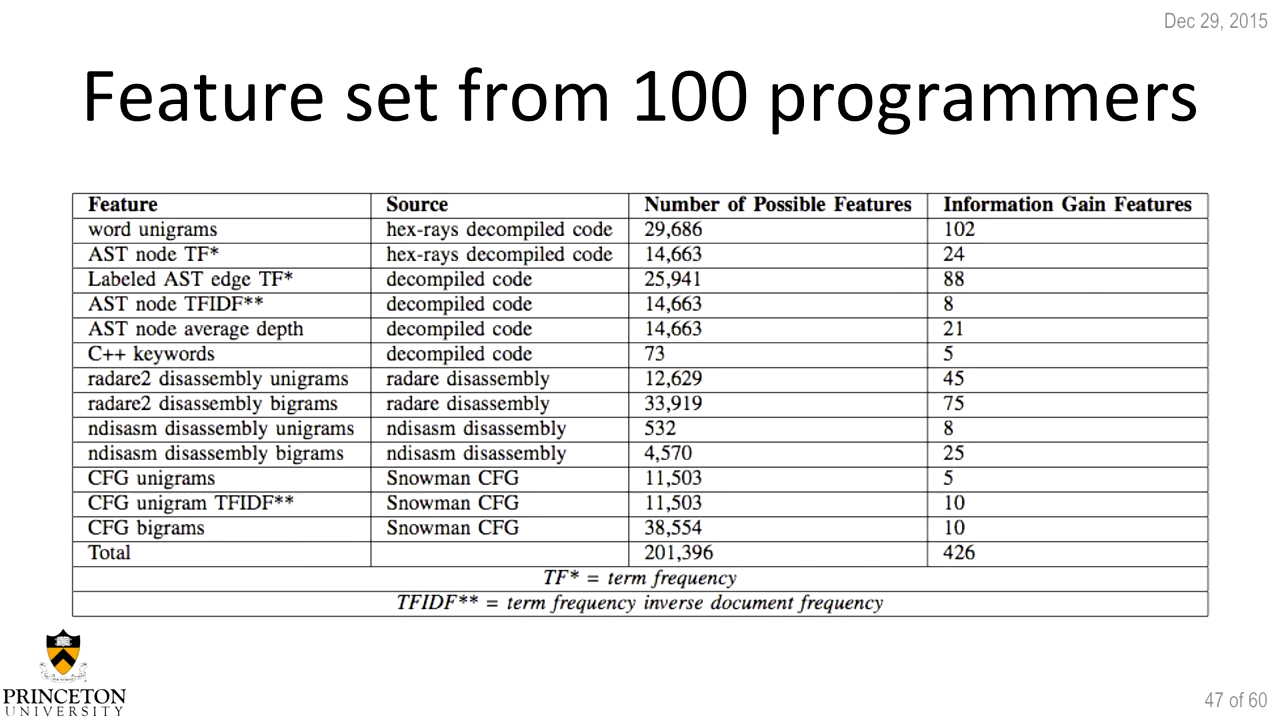 Dec 29, 2015
Feature set from 100 programmers
Feature Source Number of Possible Features Information Gain Features
word unigrams hex-rays decompiled code 29,686 102
AST node TF* hex-rays decompiled code 14,663 24
Labeled AST edge TF* decompiled code 25,941 88
AST node TFIDF** decompiled code 14,663 8
AST node average depth decompiled code 14,663 21
C++ keywords decompiled code 73 5
radare2 disassembly unigrams radare disassembly 12,629 45
radare2 disassembly bigrams radare disassembly 33,919 75
ndisasm disassembly unigrams ndisasm disassembly 532 8
ndisasm disassembly bigrams ndisasm disassembly 4,570 25
CFG unigrams Snowman CFG 11,503 5
CFG unigram TFIDF** Snowman CFG 11,503 10
CFG bigrams Snowman CFG 38,554 10
Total 201,396 426
TF* = term frequency
TFIDF** = term frequency inverse document frequency
PRINCETON
UNIVERSITY
47 of 60